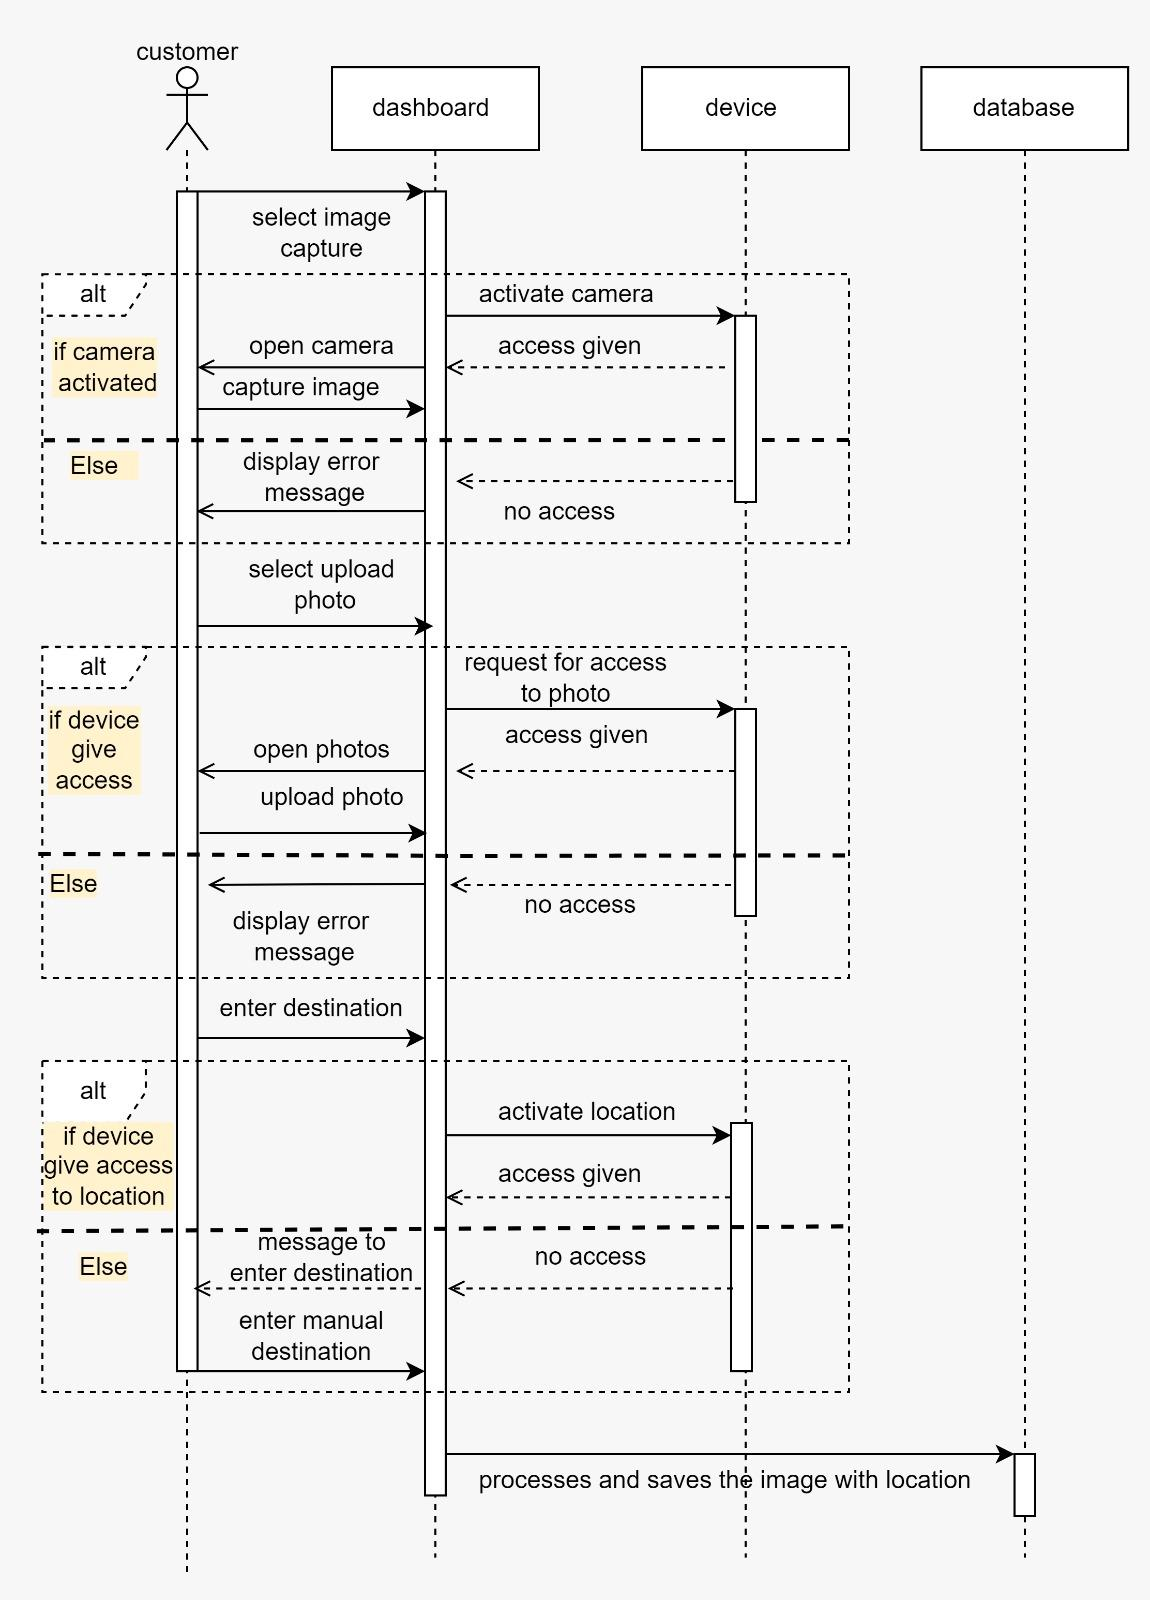 customer
dashboard
device
database
select image
capture
alt
activate camera
if camera
activated
open camera
access given
capture image
Else
display error
message
no access
select upload
photo
alt
request for access
to photo
if device
give
access
open photos
access given
upload photo
Else
no access
display error
message
enter destination
alt
activate location
if device
give access
to location
access given
Else
message to
enter destination
no access
enter manual
destination
processes and saves the image with location